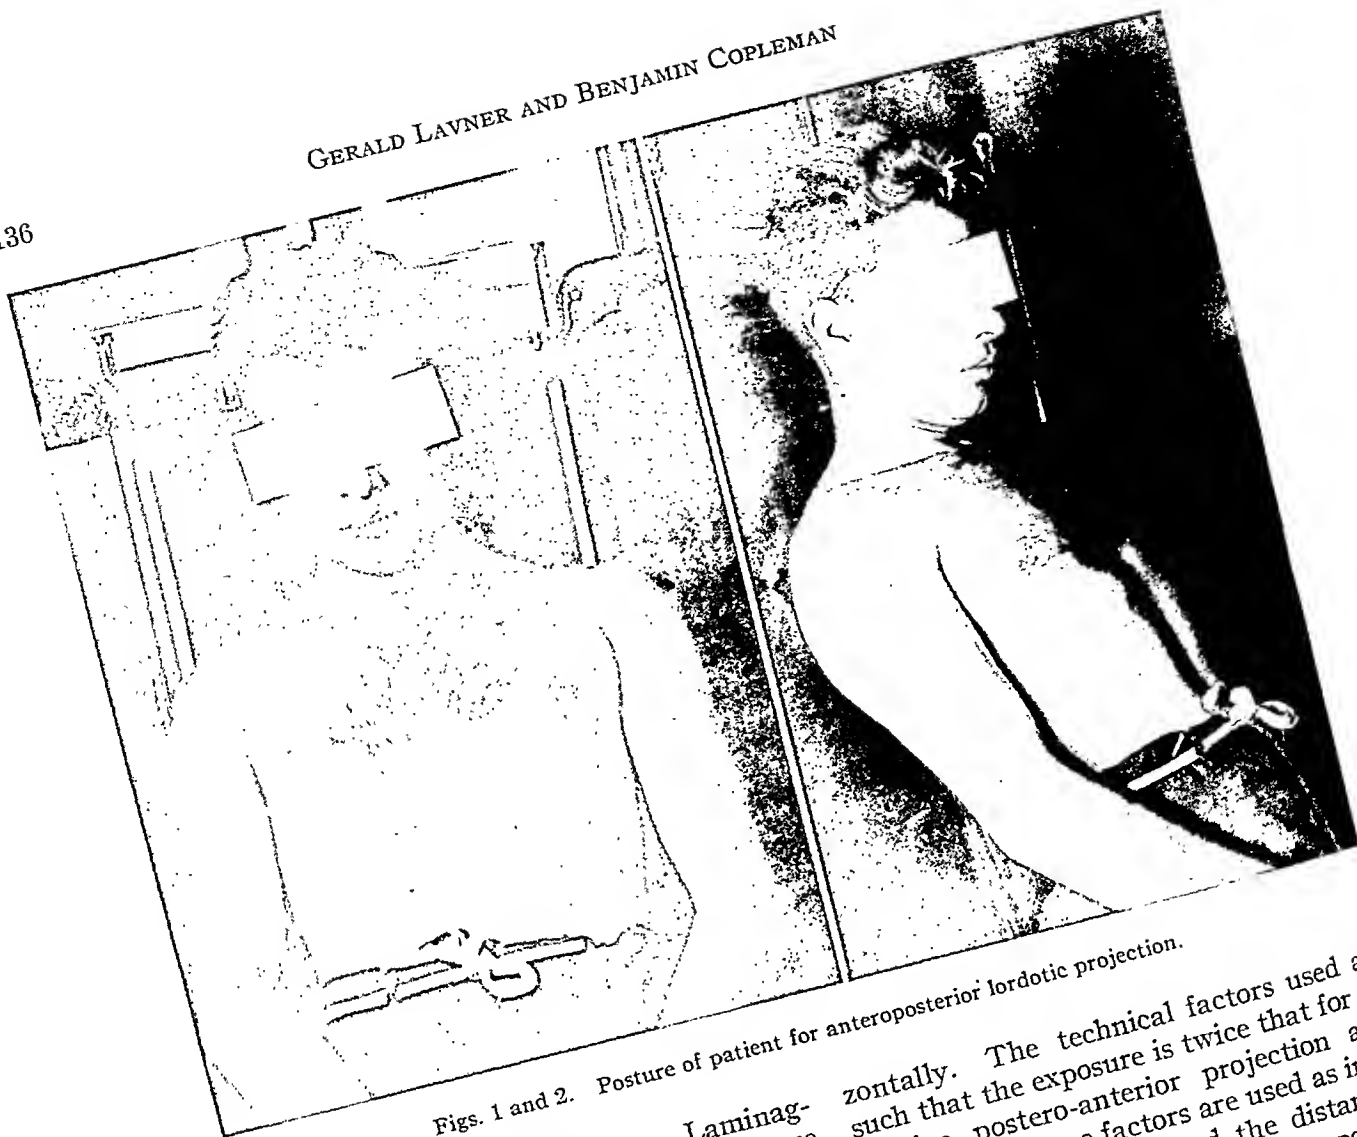 GERALD LAVNER AND BENJAMIN COPLEMAN
136
Figs. 1 and 2. Posture of patient for anteroposterior lordotic projection.
Laminag-
zontally. The technical factors used
such that the exposure is twice that for
postero-anterior projection
factors are used as
the